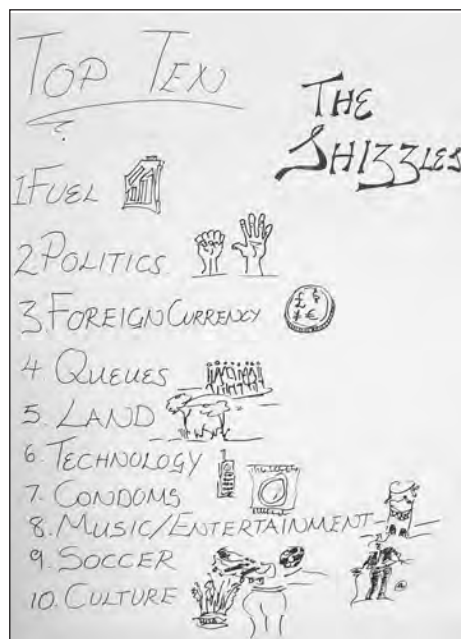 TOP TEN
THE
SHIZZLES
1 FUEL
2 POLITICS
3 FOREIGN CURRENCY
£ $
¥ €
4 QUEUES
5. LAND
6. TECHNOLOGY
7. CONDOMS
8. MUSIC/ENTERTAINMENT
9. SOCCER
10. CULTURE